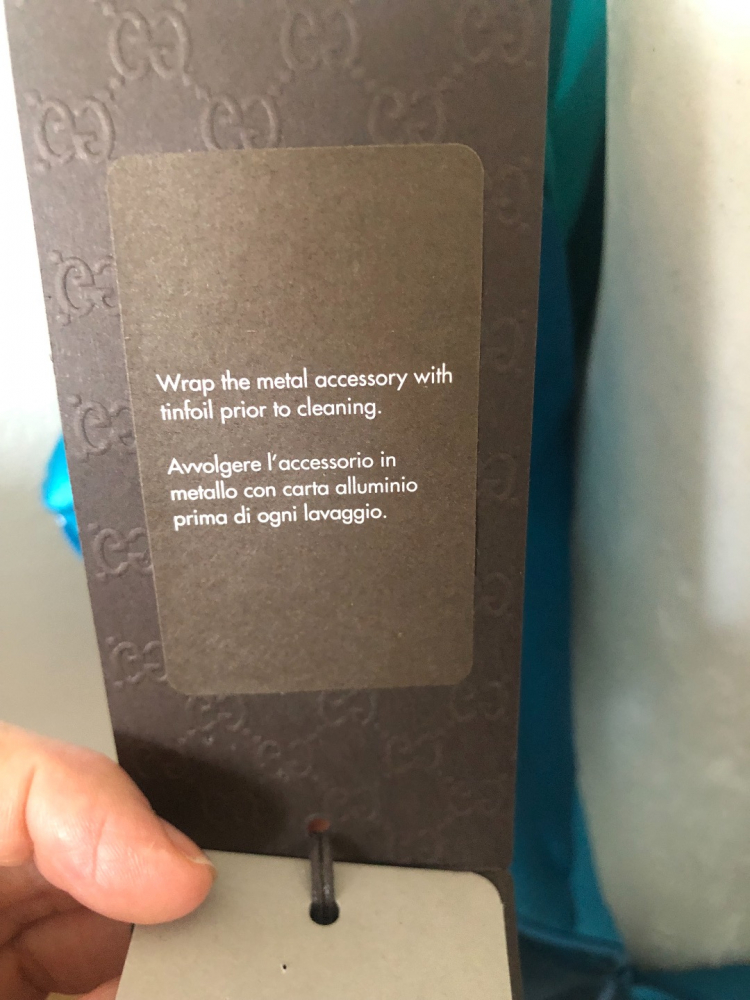 Wrap the metal accessory with
tinfoil prior to cleaning.
Avvolgere l'accessorio in
metallo con carta alluminio
prima di ogni lavaggio.